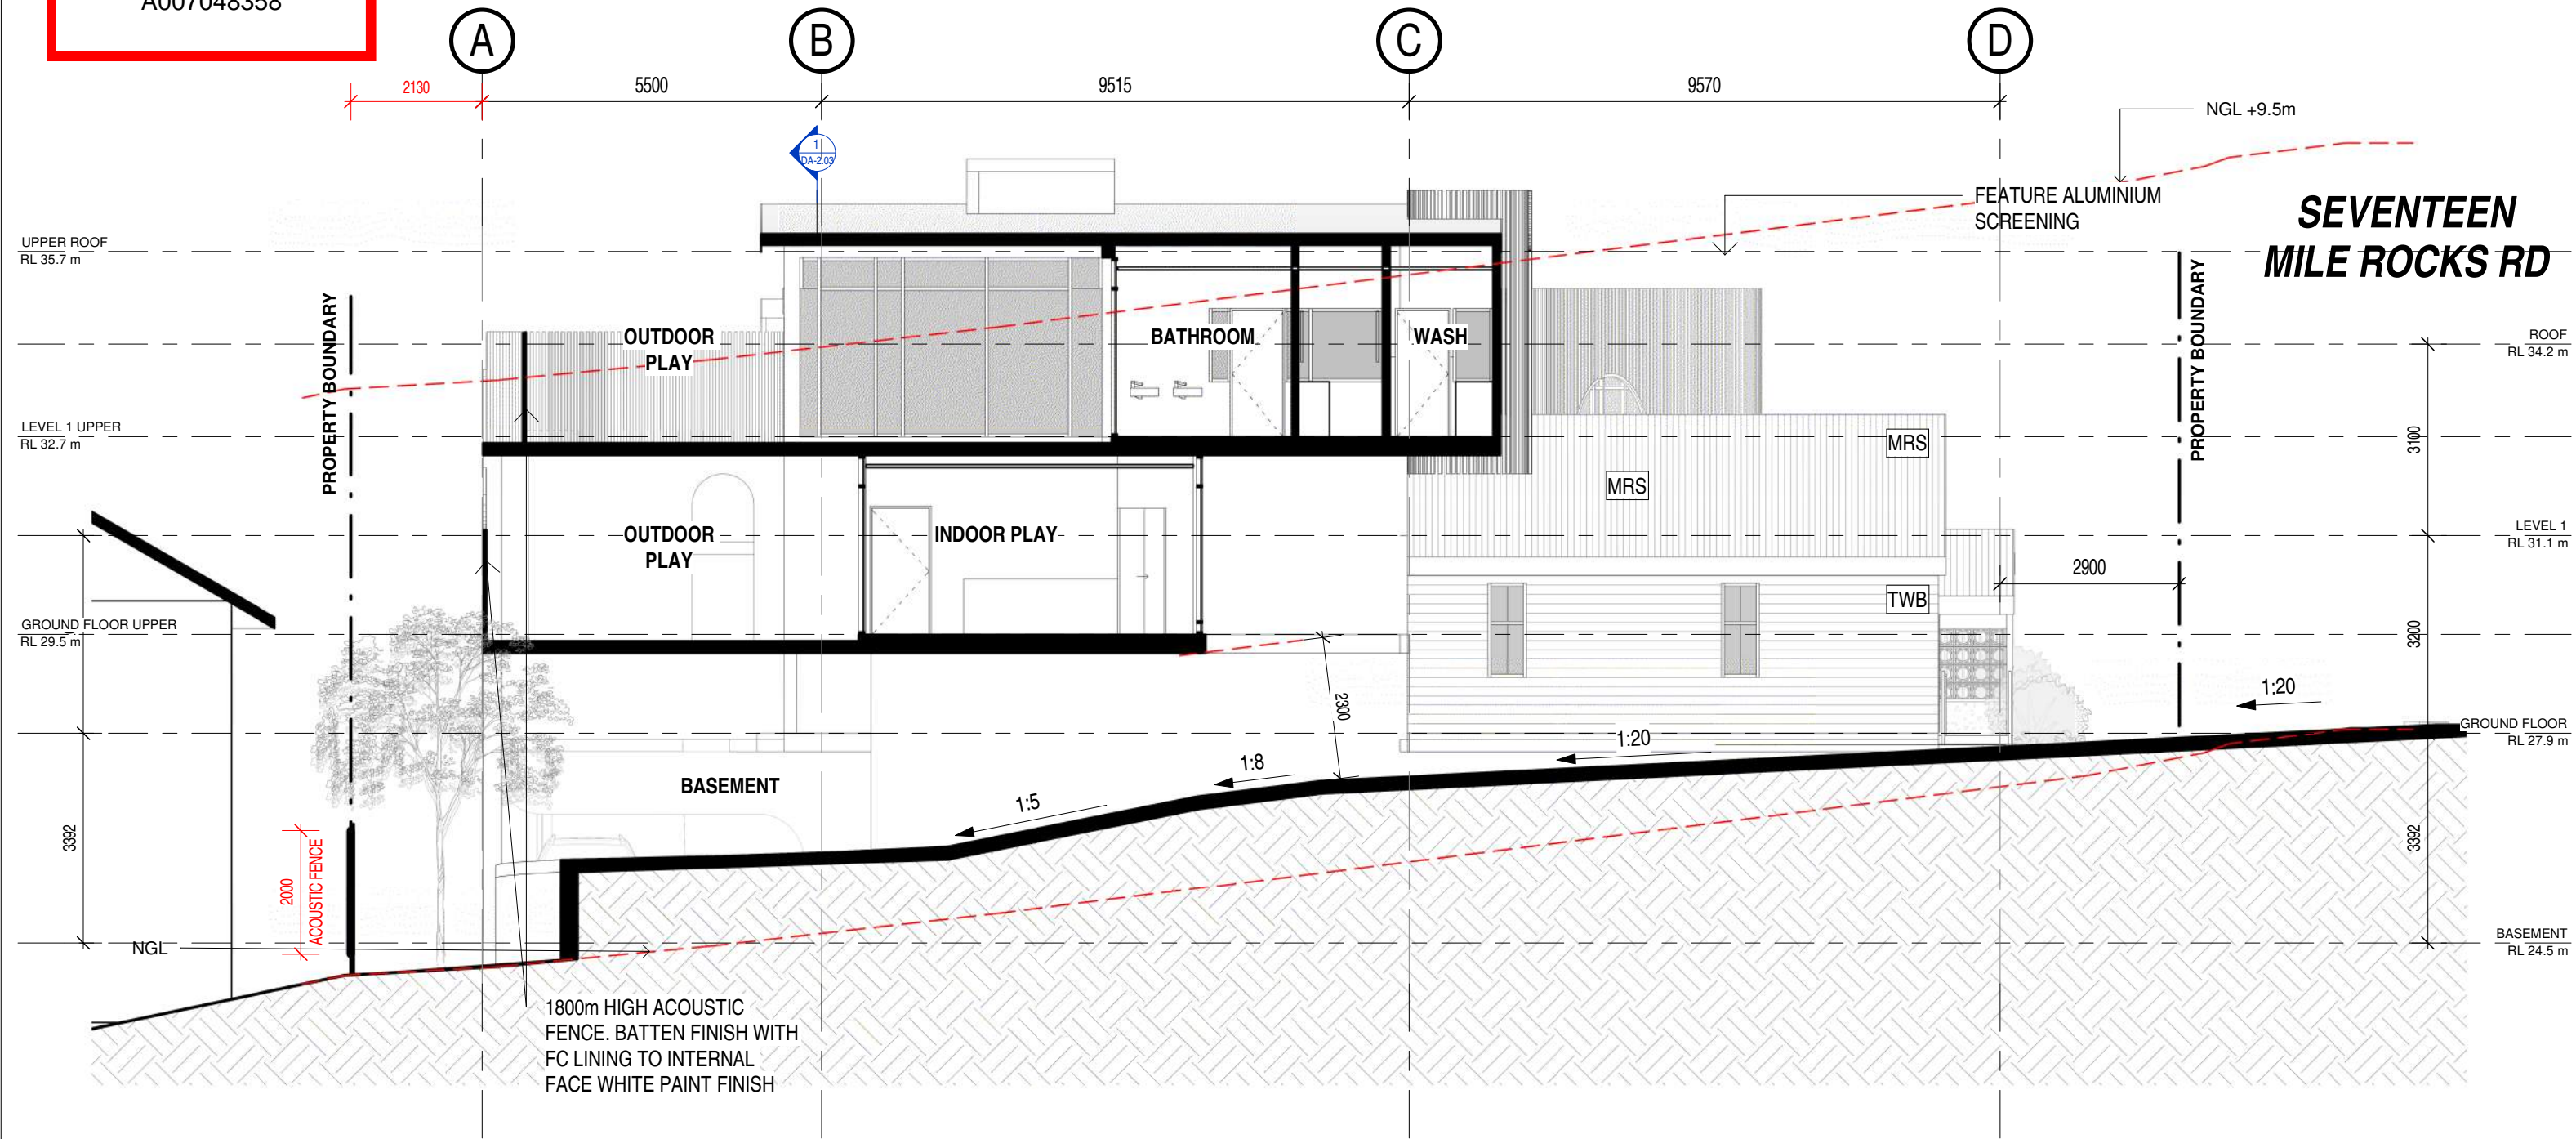 A007048358
A
B
C
D
2130
5500
9515
9570
NGL +9.5m
1
DA-2.03
FEATURE ALUMINIUM
SCREENING
SEVENTEEN
MILE ROCKS RD
UPPER ROOF
RL 35.7 m
PROPERTY BOUNDARY
PROPERTY BOUNDARY
OUTDOOR
PLAY
BATHROOM
WASH
ROOF
RL 34.2 m
LEVEL 1 UPPER
RL 32.7 m
MRS
MRS
3100
OUTDOOR
PLAY
INDOOR PLAY
LEVEL 1
RL 31.1 m
2900
TWB
GROUND FLOOR UPPER
RL 29.5 m
3200
2300
1:20
1:20
GROUND FLOOR
RL 27.9 m
1:8
BASEMENT
1:5
3392
2000
ACOUSTIC FENCE
3392
NGL
BASEMENT
RL 24.5 m
1800m HIGH ACOUSTIC
FENCE. BATTEN FINISH WITH
FC LINING TO INTERNAL
FACE WHITE PAINT FINISH